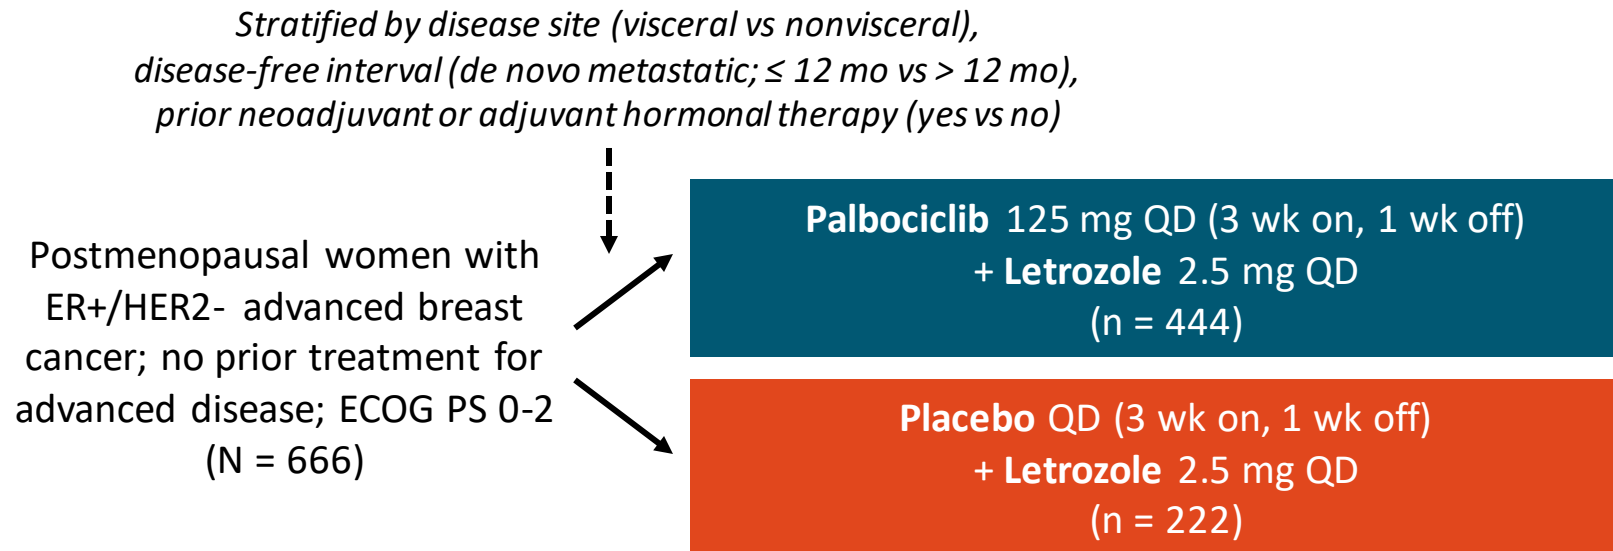 Stratified by disease site (visceral vs nonvisceral),
disease-free interval (de novo metastatic; ≤ 12 mo vs > 12 mo),
prior neoadjuvant or adjuvant hormonal therapy (yes vs no)
Postmenopausal women with
ER+/HER2- advanced breast
cancer; no prior treatment for
advanced disease; ECOG PS 0-2
(N = 666)
Palbociclib 125 mg QD (3 wk on, 1 wk off)
+ Letrozole 2.5 mg QD
(n = 444)
Placebo QD (3 wk on, 1 wk off)
+ Letrozole 2.5 mg QD
(n = 222)